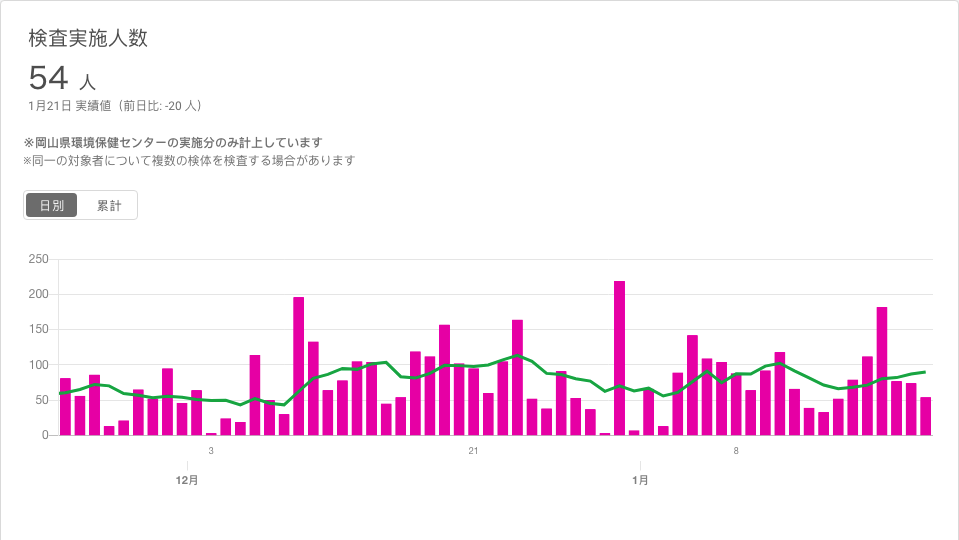 検査実施人数
54 人
1月21日 実績値（前日比: -20 人）
※岡山県環境保健センターの実施分のみ計上しています
※同一の対象者について複数の検体を検査する場合があります
日別 累計
250
200
150
100
50
0
3 21 8
12月 1月